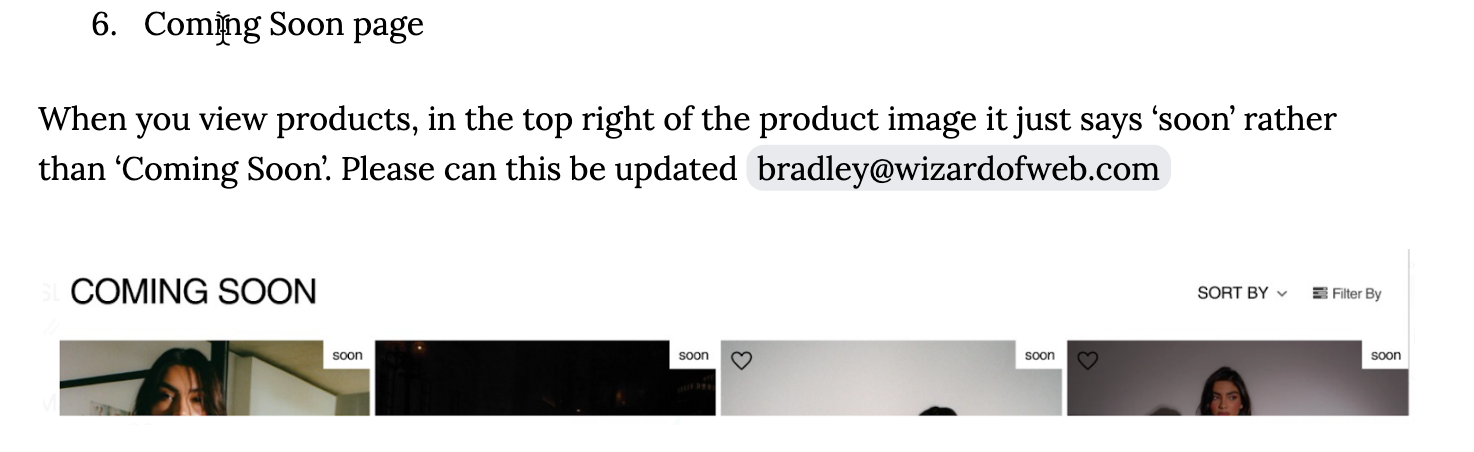 6. Coming Soon page
When you view products, in the top right of the product image it just says ‘soon’ rather
than ‘Coming Soon’. Please can this be updated bradley@wizardofweb.com
COMING SOON
SORT BY
Filter By
soon
soon
soon
soon